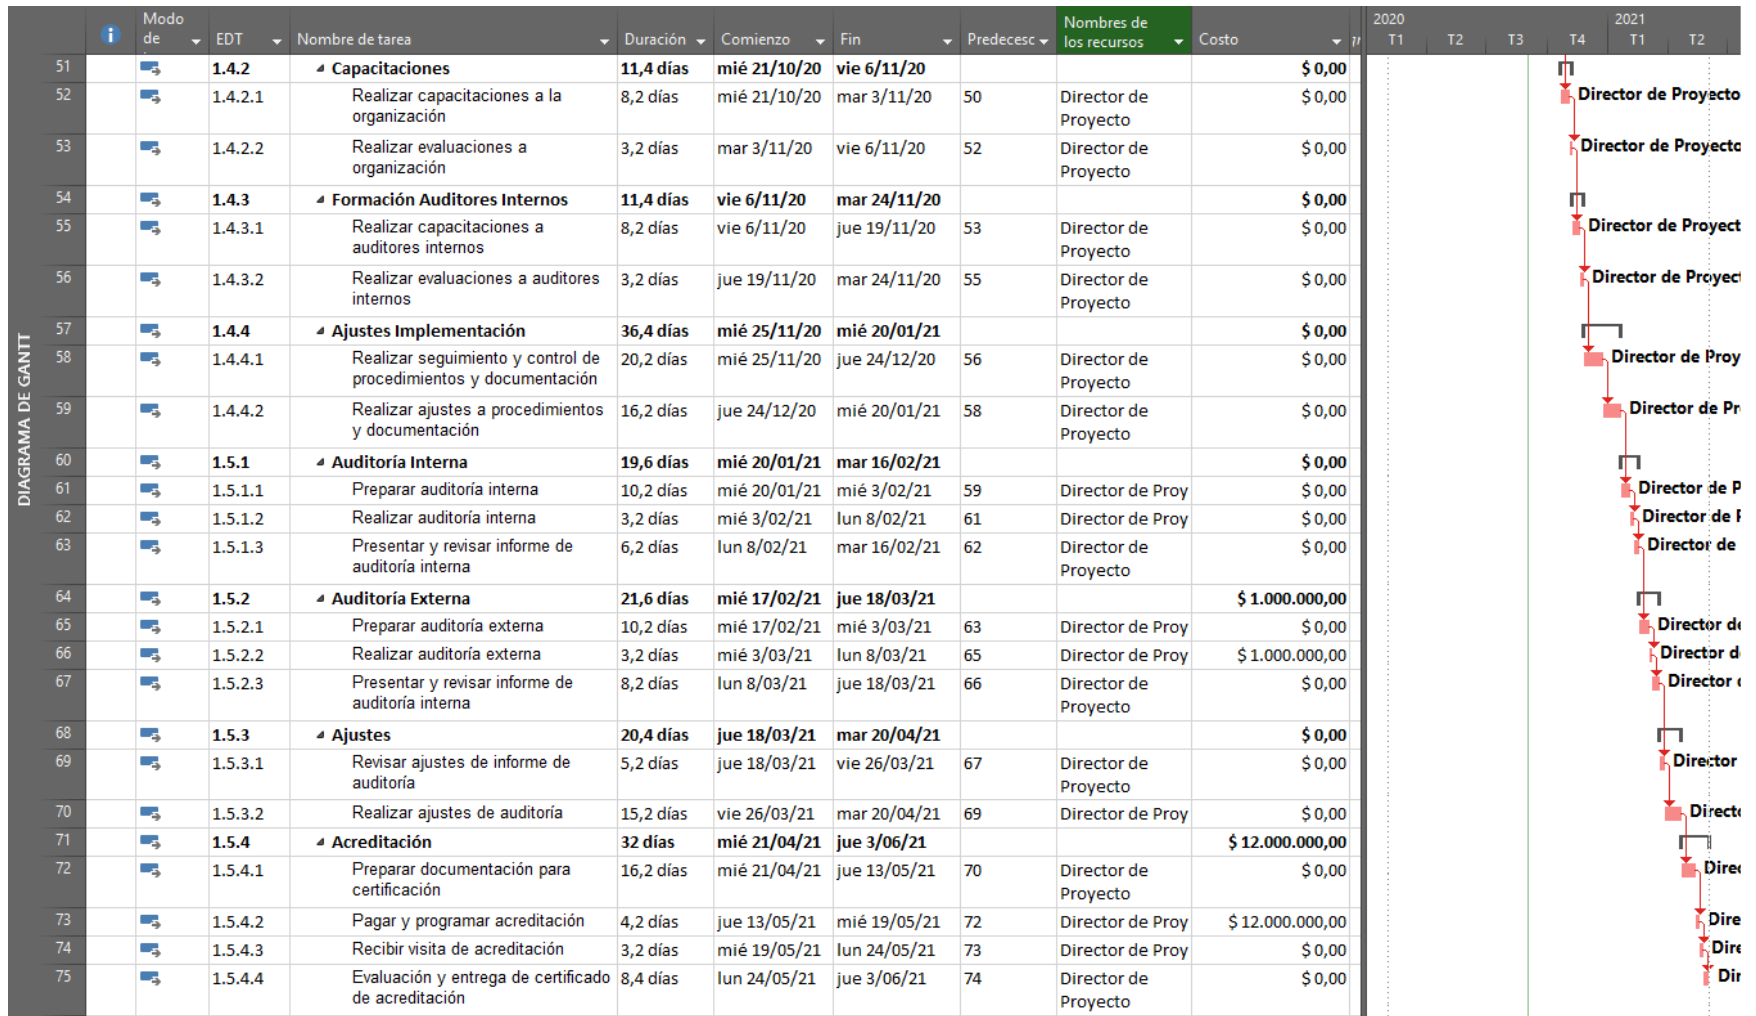 Modo de
EDT
Nombre de tarea
Duración
Comienzo
Fin
Predecesc
Nombres de los recursos
Costo
2020
2021
T1 T2 T3 T4 T1 T2
DIAGRAMA DE GANTT
51 1.4.2 Capacitaciones 11,4 días mié 21/10/20 vie 6/11/20 $ 0,00
52 1.4.2.1 Realizar capacitaciones a la 8,2 días mié 21/10/20 mar 3/11/20 50 Director de $ 0,00 Director de Proyecto
organización Proyecto
53 1.4.2.2 Realizar evaluaciones a 3,2 días mar 3/11/20 vie 6/11/20 52 Director de $ 0,00 Director de Proyecto
organización Proyecto
54 1.4.3 Formación Auditores Internos 11,4 días vie 6/11/20 mar 24/11/20 $ 0,00
55 1.4.3.1 Realizar capacitaciones a 8,2 días vie 6/11/20 jue 19/11/20 53 Director de $ 0,00 Director de Proyect
auditores internos Proyecto
56 1.4.3.2 Realizar evaluaciones a auditores 3,2 días jue 19/11/20 mar 24/11/20 55 Director de $ 0,00 Director de Proyect
internos Proyecto
57 1.4.4 Ajustes Implementación 36,4 días mié 25/11/20 mié 20/01/21 $ 0,00
58 1.4.4.1 Realizar seguimiento y control de 20,2 días mié 25/11/20 jue 24/12/20 56 Director de $ 0,00 Director de Proy
procedimientos y documentación Proyecto
59 1.4.4.2 Realizar ajustes a procedimientos 16,2 días jue 24/12/20 mié 20/01/21 58 Director de $ 0,00 Director de Pr
y documentación Proyecto
60 1.5.1 Auditoría Interna 19,6 días mié 20/01/21 mar 16/02/21 $ 0,00
61 1.5.1.1 Preparar auditoría interna 10,2 días mié 20/01/21 mié 3/02/21 59 Director de Proy $ 0,00 Director de P
62 1.5.1.2 Realizar auditoría interna 3,2 días mié 3/02/21 lun 8/02/21 61 Director de Proy $ 0,00 Director de
63 1.5.1.3 Presentar y revisar informe de 6,2 días lun 8/02/21 mar 16/02/21 62 Director de $ 0,00 Director de
auditoría interna Proyecto
64 1.5.2 Auditoría Externa 21,6 días mié 17/02/21 jue 18/03/21 $ 1.000.000,00
65 1.5.2.1 Preparar auditoría externa 10,2 días mié 17/02/21 mié 3/03/21 63 Director de Proy $ 0,00 Director de
66 1.5.2.2 Realizar auditoría externa 3,2 días mié 3/03/21 lun 8/03/21 65 Director de Proy $ 1.000.000,00 Director d
67 1.5.2.3 Presentar y revisar informe de 8,2 días lun 8/03/21 jue 18/03/21 66 Director de $ 0,00 Director
auditoría interna Proyecto
68 1.5.3 Ajustes 20,4 días jue 18/03/21 mar 20/04/21 $ 0,00
69 1.5.3.1 Revisar ajustes de informe de 5,2 días jue 18/03/21 vie 26/03/21 67 Director de $ 0,00 Director
auditoría Proyecto
70 1.5.3.2 Realizar ajustes de auditoría 15,2 días vie 26/03/21 mar 20/04/21 69 Director de Proy $ 0,00 Directo
71 1.5.4 Acreditación 32 días mié 21/04/21 jue 3/06/21 $ 12.000.000,00
72 1.5.4.1 Preparar documentación para 16,2 días mié 21/04/21 jue 13/05/21 70 Director de $ 0,00 Direc
certificación Proyecto
73 1.5.4.2 Pagar y programar acreditación 4,2 días jue 13/05/21 mié 19/05/21 72 Director de Proy $ 12.000.000,00 Dire
74 1.5.4.3 Recibir visita de acreditación 3,2 días mié 19/05/21 lun 24/05/21 73 Director de Proy $ 0,00 Dire
75 1.5.4.4 Evaluación y entrega de certificado 8,4 días lun 24/05/21 jue 3/06/21 74 Director de $ 0,00 Dir
de acreditación Proyecto